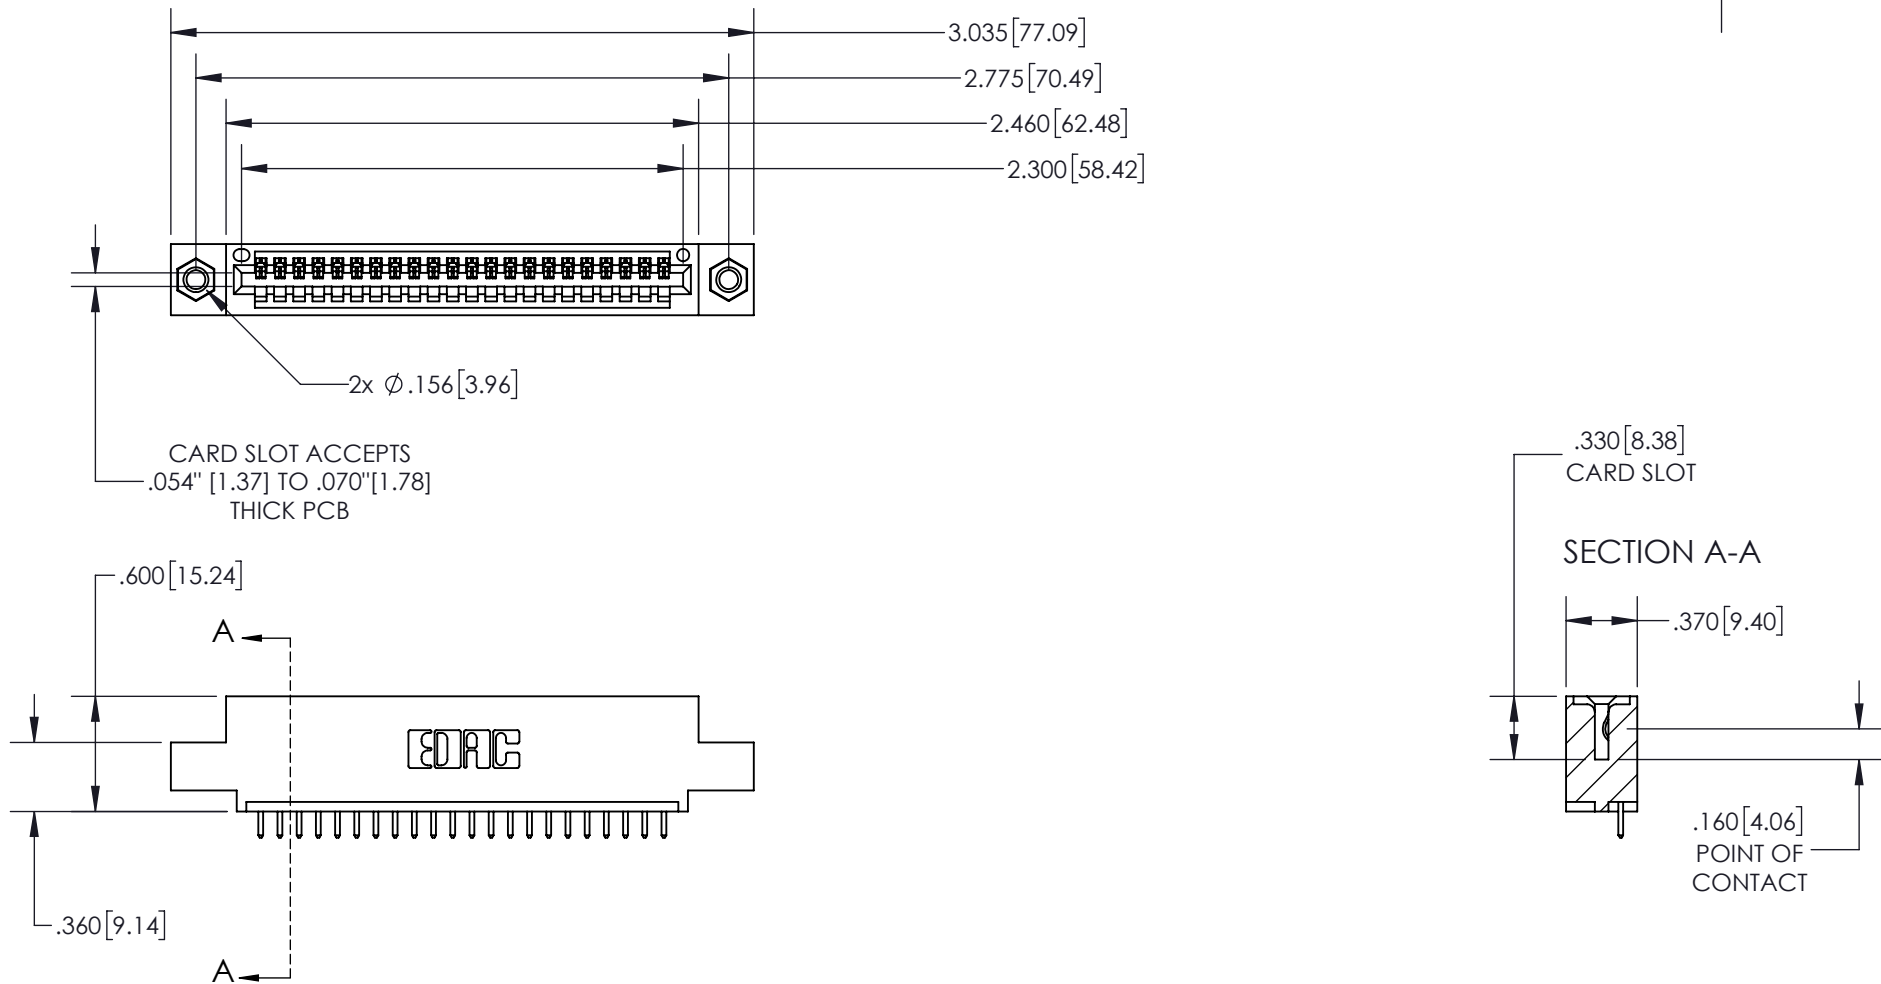 3.035[77.09]
2.775[70.49]
2.460[62.48]
2.300[58.42]
2x Ø.156[3.96]
CARD SLOT ACCEPTS
.054" [1.37] TO .070"[1.78]
THICK PCB
.330[8.38]
CARD SLOT
SECTION A-A
.600[15.24]
.370[9.40]
A
EDAC
.160[4.06]
POINT OF
CONTACT
.360[9.14]
A